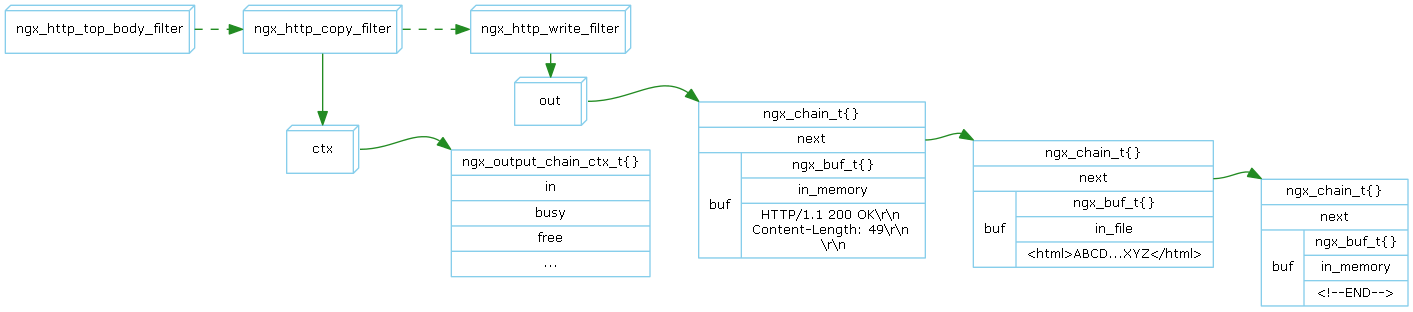 ngx_http_top_body_filter
ngx_http_copy_filter
ngx_http_write_filter
out
ctx
ngx_output_chain_ctx_t{}
in
busy
free
...
ngx_chain_t{}
next
buf
ngx_buf_t{}
in_memory
HTTP/1.1 200 OK\r\n
Content-Length: 49\r\n
\r\n
ngx_chain_t{}
next
buf
ngx_buf_t{}
in_file
<html>ABCD...XYZ</html>
ngx_chain_t{}
next
buf
ngx_buf_t{}
in_memory
<!--END-->